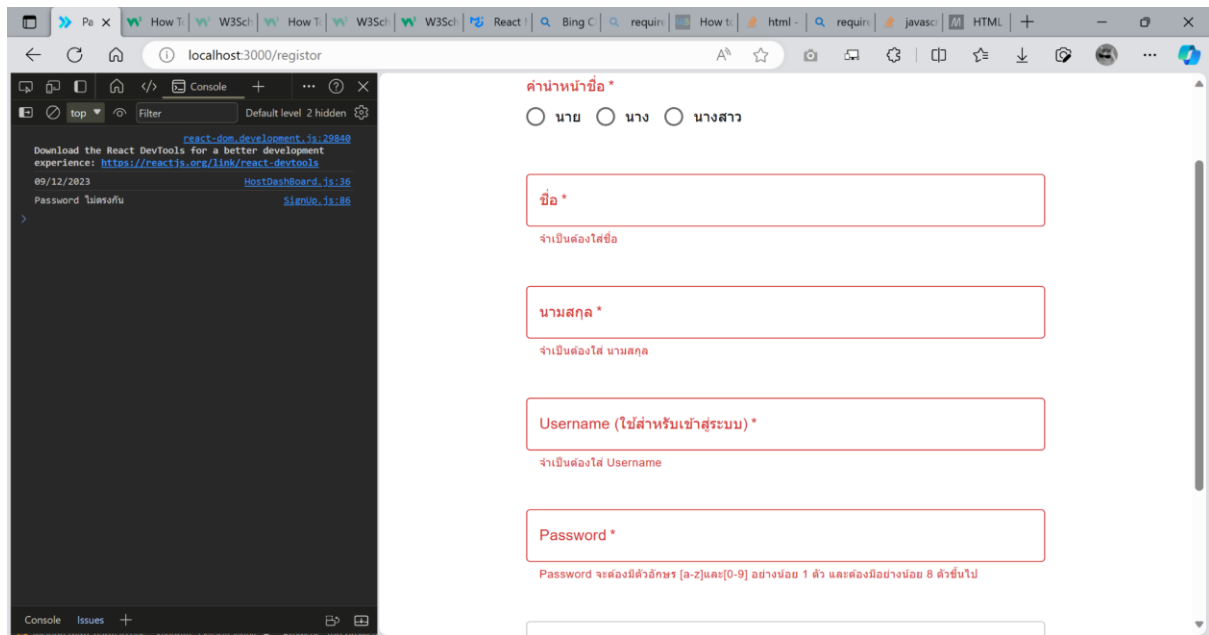 Pa
How To
W3Sch
How To
W3Sch
W3Sch
React
Bing C
require
How to
html -
require
javasc
HTML
localhost:3000/registor
Console
top
Filter
Default level
2 hidden
react-dom.development.js:29840
Download the React DevTools for a better development
experience: https://reactjs.org/link/react-devtools
09/12/2023
HostDashBoard.js:36
Password ไม่ตรงกัน
SignUp.js:86
Console
Issues
คำนำหน้าชื่อ *
นาย
นาง
นางสาว
ชื่อ *
จำเป็นต้องใส่ชื่อ
นามสกุล *
จำเป็นต้องใส่ นามสกุล
Username (ใช้สำหรับเข้าสู่ระบบ) *
จำเป็นต้องใส่ Username
Password *
Password จะต้องมีตัวอักษร [a-z]และ[0-9] อย่างน้อย 1 ตัว และต้องมีอย่างน้อย 8 ตัวขึ้นไป